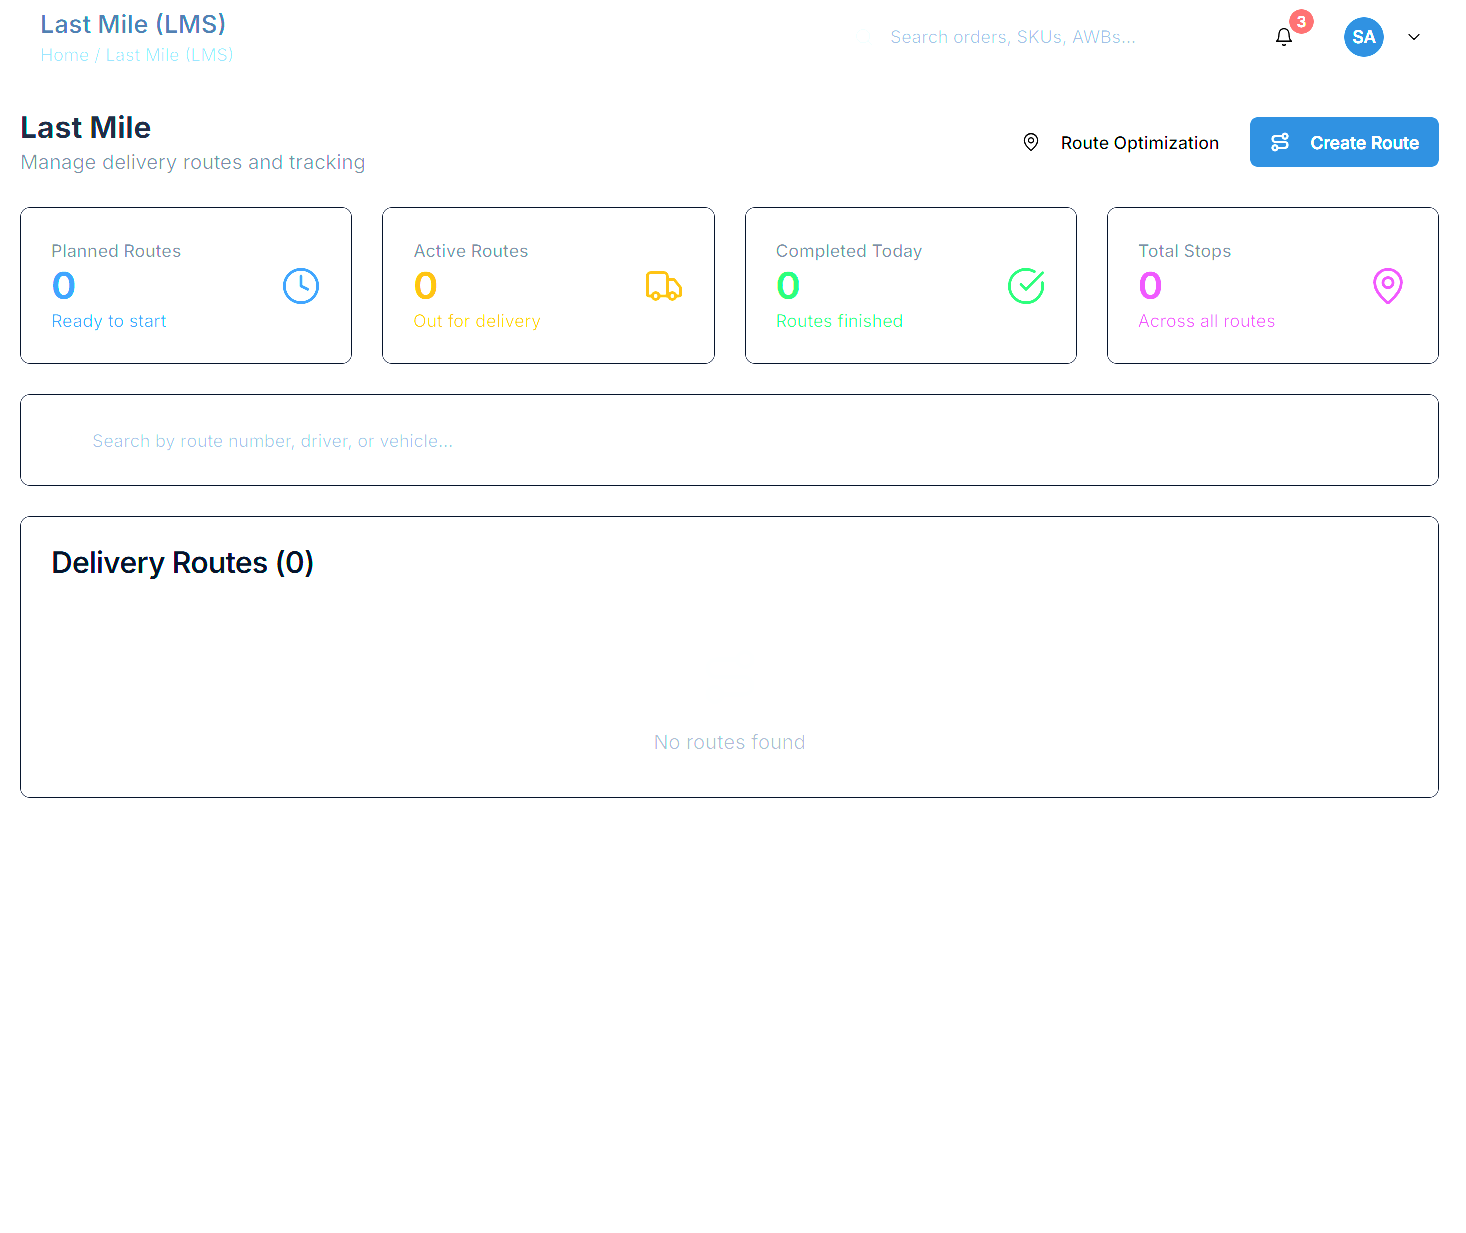 Last Mile (LMS)
Home / Last Mile (LMS)
Search orders, SKUs, AWBs...
3
SA
Last Mile
Manage delivery routes and tracking
Route Optimization
Create Route
Planned Routes
0
Ready to start
Active Routes
0
Out for delivery
Completed Today
0
Routes finished
Total Stops
0
Across all routes
Search by route number, driver, or vehicle...
Delivery Routes (0)
No routes found